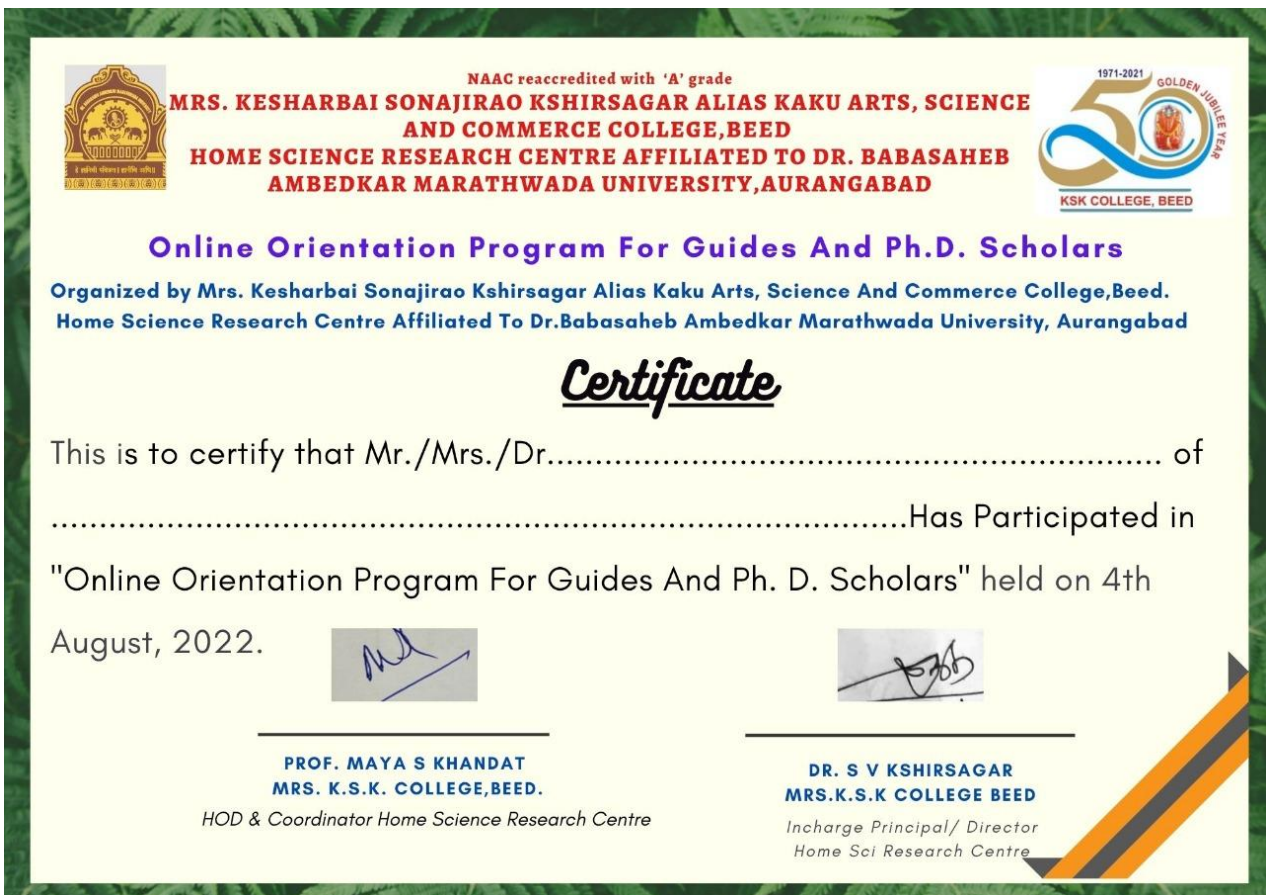 NAAC reaccredited with ‘A’ grade
MRS. KESHARBAI SONAJIRAO KSHIRSAGAR ALIAS KAKU ARTS, SCIENCE
AND COMMERCE COLLEGE,BEED
HOME SCIENCE RESEARCH CENTRE AFFILIATED TO DR. BABASAHEB
AMBEDKAR MARATHWADA UNIVERSITY,AURANGABAD
1971-2021
GOLDEN JUBILEE YEAR
50
KSK COLLEGE, BEED
Online Orientation Program For Guides And Ph.D. Scholars
Organized by Mrs. Kesharbai Sonajirao Kshirsagar Alias Kaku Arts, Science And Commerce College,Beed.
Home Science Research Centre Affiliated To Dr.Babasaheb Ambedkar Marathwada University, Aurangabad
Certificate
This is to certify that Mr./Mrs./Dr................................................................ of
.........................................................................................Has Participated in
"Online Orientation Program For Guides And Ph. D. Scholars" held on 4th
August, 2022.
PROF. MAYA S KHANDAT
MRS. K.S.K. COLLEGE,BEED.
HOD & Coordinator Home Science Research Centre
DR. S V KSHIRSAGAR
MRS.K.S.K COLLEGE BEED
Incharge Principal/ Director
Home Sci Research Centre